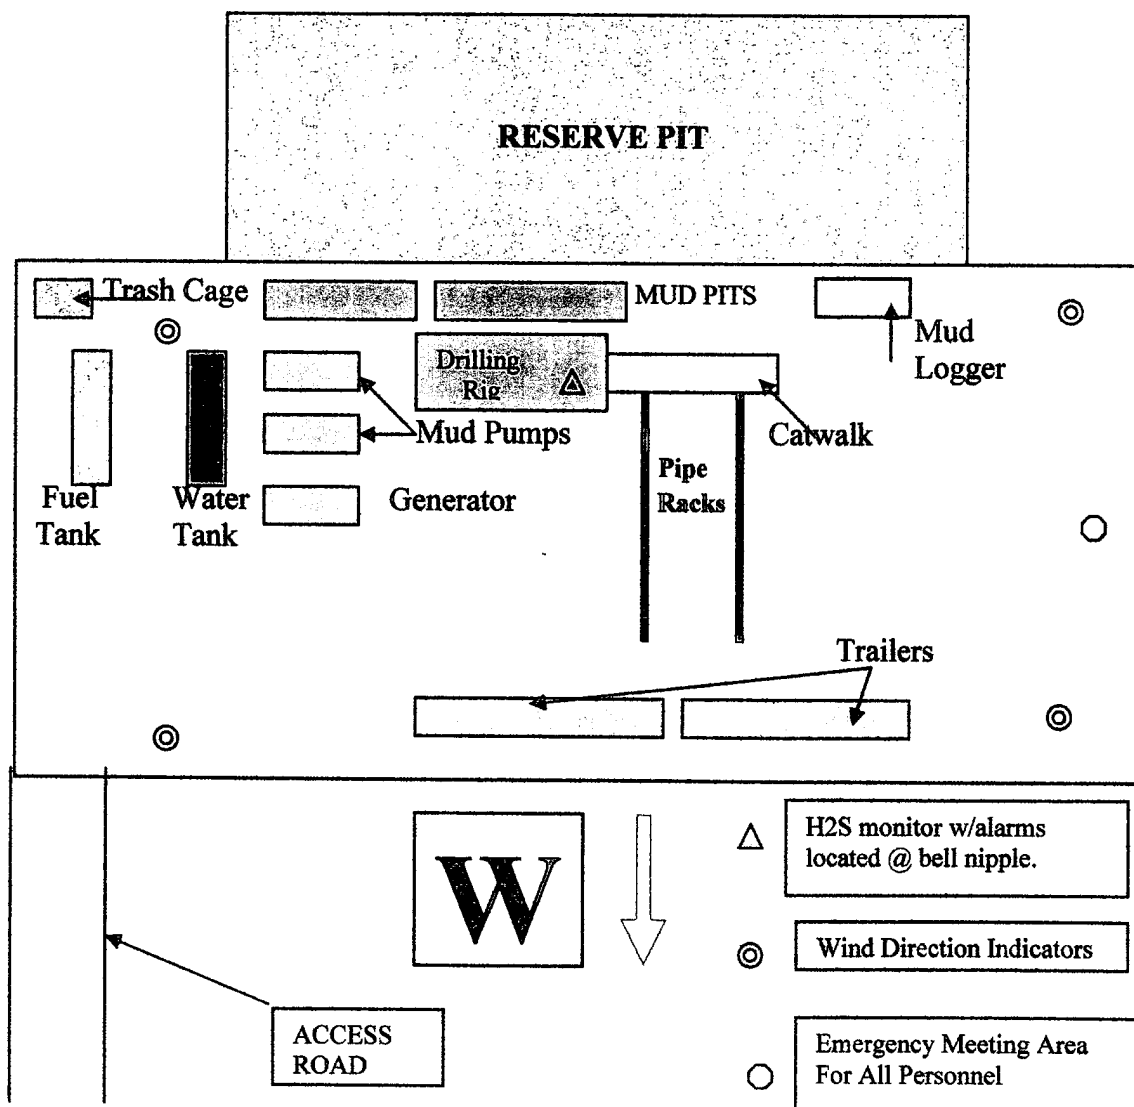 RESERVE PIT
Trash Cage
MUD PITS
Mud
Logger
Drilling
Rig
Catwalk
Mud Pumps
Pipe
Racks
Fuel
Tank
Water
Tank
Generator
Trailers
W
H2S monitor w/alarms
located @ bell nipple.
Wind Direction Indicators
ACCESS
ROAD
Emergency Meeting Area
For All Personnel